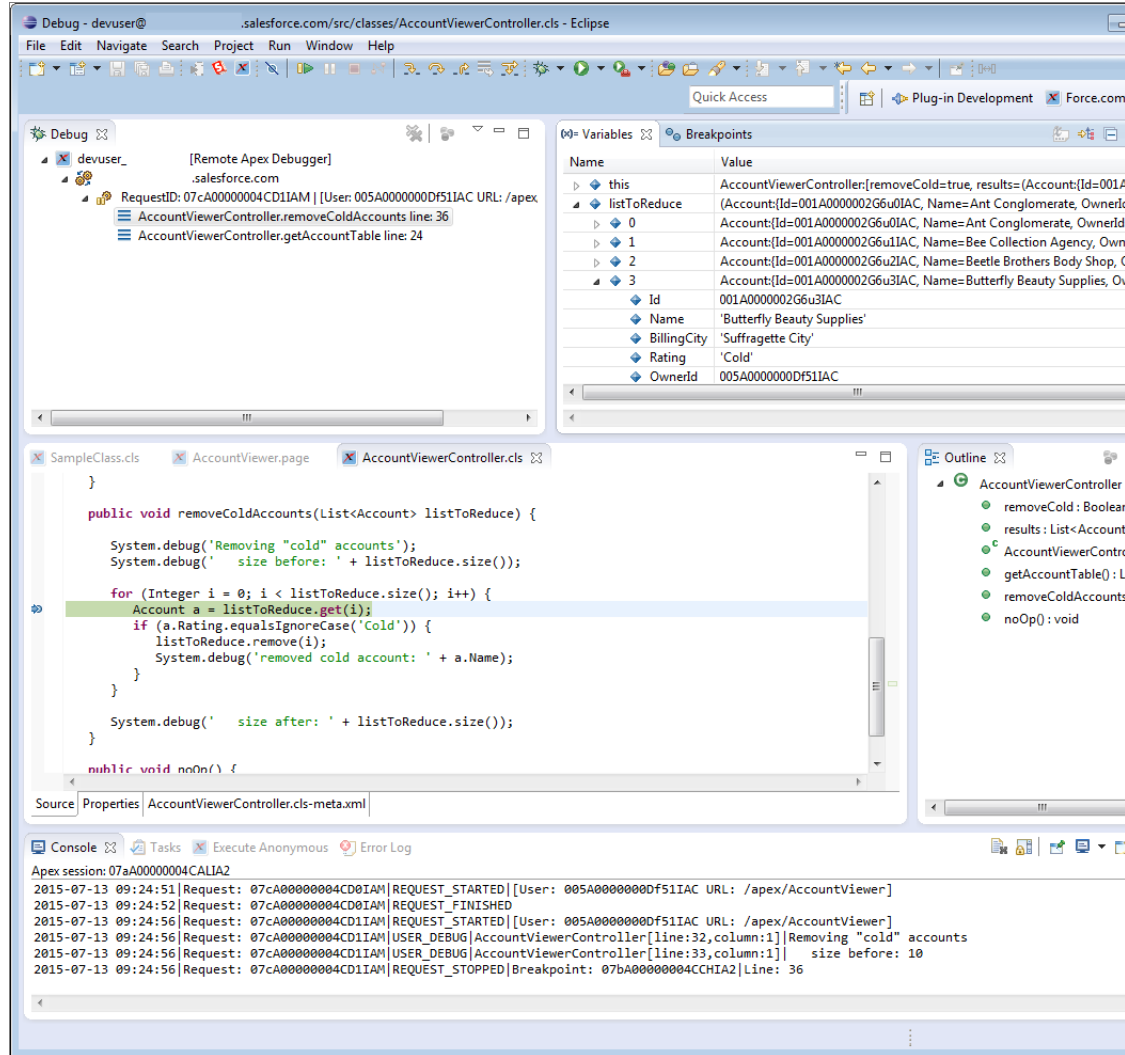 Debug - devuser@ .salesforce.com/src/classes/AccountViewerController.cls - Eclipse
File Edit Navigate Search Project Run Window Help
Quick Access Plug-in Development Force.com
Debug
devuser_ [Remote Apex Debugger]
.salesforce.com
RequestID: 07cA00000004CD1IAM | [User: 005A0000000Df51IAC URL: /apex,
AccountViewerController.removeColdAccounts line: 36
AccountViewerController.getAccountTable line: 24
(x)= Variables Breakpoints
Name Value
this AccountViewerController:[removeCold=true, results=(Account:{Id=001A
listToReduce (Account:{Id=001A0000002G6u0IAC, Name=Ant Conglomerate, OwnerId
0 Account:{Id=001A0000002G6u0IAC, Name=Ant Conglomerate, OwnerId
1 Account:{Id=001A0000002G6u1IAC, Name=Bee Collection Agency, Own
2 Account:{Id=001A0000002G6u2IAC, Name=Beetle Brothers Body Shop, O
3 Account:{Id=001A0000002G6u3IAC, Name=Butterfly Beauty Supplies, Ow
Id 001A0000002G6u3IAC
Name 'Butterfly Beauty Supplies'
BillingCity 'Suffragette City'
Rating 'Cold'
OwnerId 005A0000000Df51IAC
SampleClass.cls AccountViewer.page AccountViewerController.cls
}
public void removeColdAccounts(List<Account> listToReduce) {
System.debug('Removing "cold" accounts');
System.debug('   size before: ' + listToReduce.size());
for (Integer i = 0; i < listToReduce.size(); i++) {
Account a = listToReduce.get(i);
if (a.Rating.equalsIgnoreCase('Cold')) {
listToReduce.remove(i);
System.debug('removed cold account: ' + a.Name);
}
}
System.debug('   size after: ' + listToReduce.size());
}
public void noOp() {
Source Properties AccountViewerController.cls-meta.xml
Outline
AccountViewerController
removeCold : Boolean
results : List<Account
AccountViewerContro
getAccountTable() : L
removeColdAccounts
noOp() : void
Console Tasks Execute Anonymous Error Log
Apex session: 07aA00000004CALIA2
2015-07-13 09:24:51|Request: 07cA00000004CD0IAM|REQUEST_STARTED|[User: 005A0000000Df51IAC URL: /apex/AccountViewer]
2015-07-13 09:24:52|Request: 07cA00000004CD0IAM|REQUEST_FINISHED
2015-07-13 09:24:56|Request: 07cA00000004CD1IAM|REQUEST_STARTED|[User: 005A0000000Df51IAC URL: /apex/AccountViewer]
2015-07-13 09:24:56|Request: 07cA00000004CD1IAM|USER_DEBUG|AccountViewerController[line:32,column:1]|Removing "cold" accounts
2015-07-13 09:24:56|Request: 07cA00000004CD1IAM|USER_DEBUG|AccountViewerController[line:33,column:1]|   size before: 10
2015-07-13 09:24:56|Request: 07cA00000004CD1IAM|REQUEST_STOPPED|Breakpoint: 07bA00000004CCHIA2|Line: 36